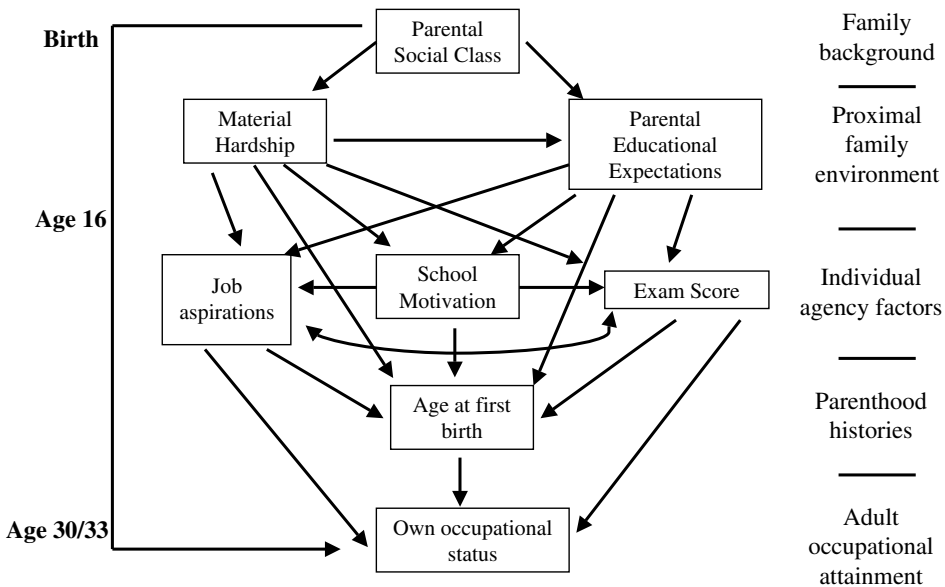 Birth
Parental
Social Class
Family
background
Material
Hardship
Parental
Educational
Expectations
Proximal
family
environment
Age 16
Job
aspirations
School
Motivation
Exam Score
Individual
agency factors
Age at first
birth
Parenthood
histories
Age 30/33
Own occupational
status
Adult
occupational
attainment